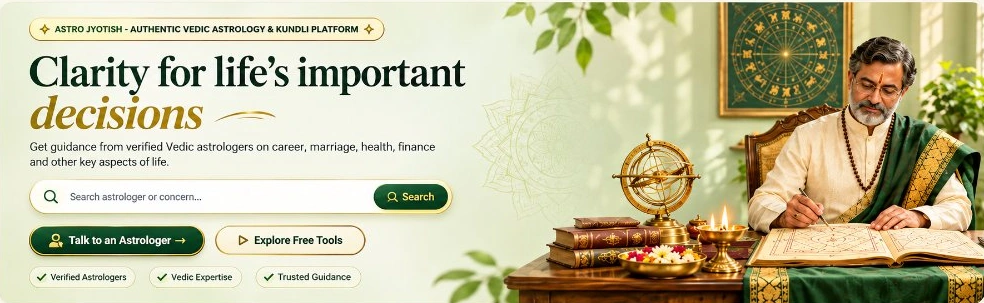 ASTRO JYOTISH - AUTHENTIC VEDIC ASTROLOGY & KUNDLI PLATFORM
Clarity for life's important
decisions
Get guidance from verified Vedic astrologers on career, marriage, health, finance
and other key aspects of life.
Search astrologer or concern...
Search
Talk to an Astrologer →
Explore Free Tools
Verified Astrologers
Vedic Expertise
Trusted Guidance